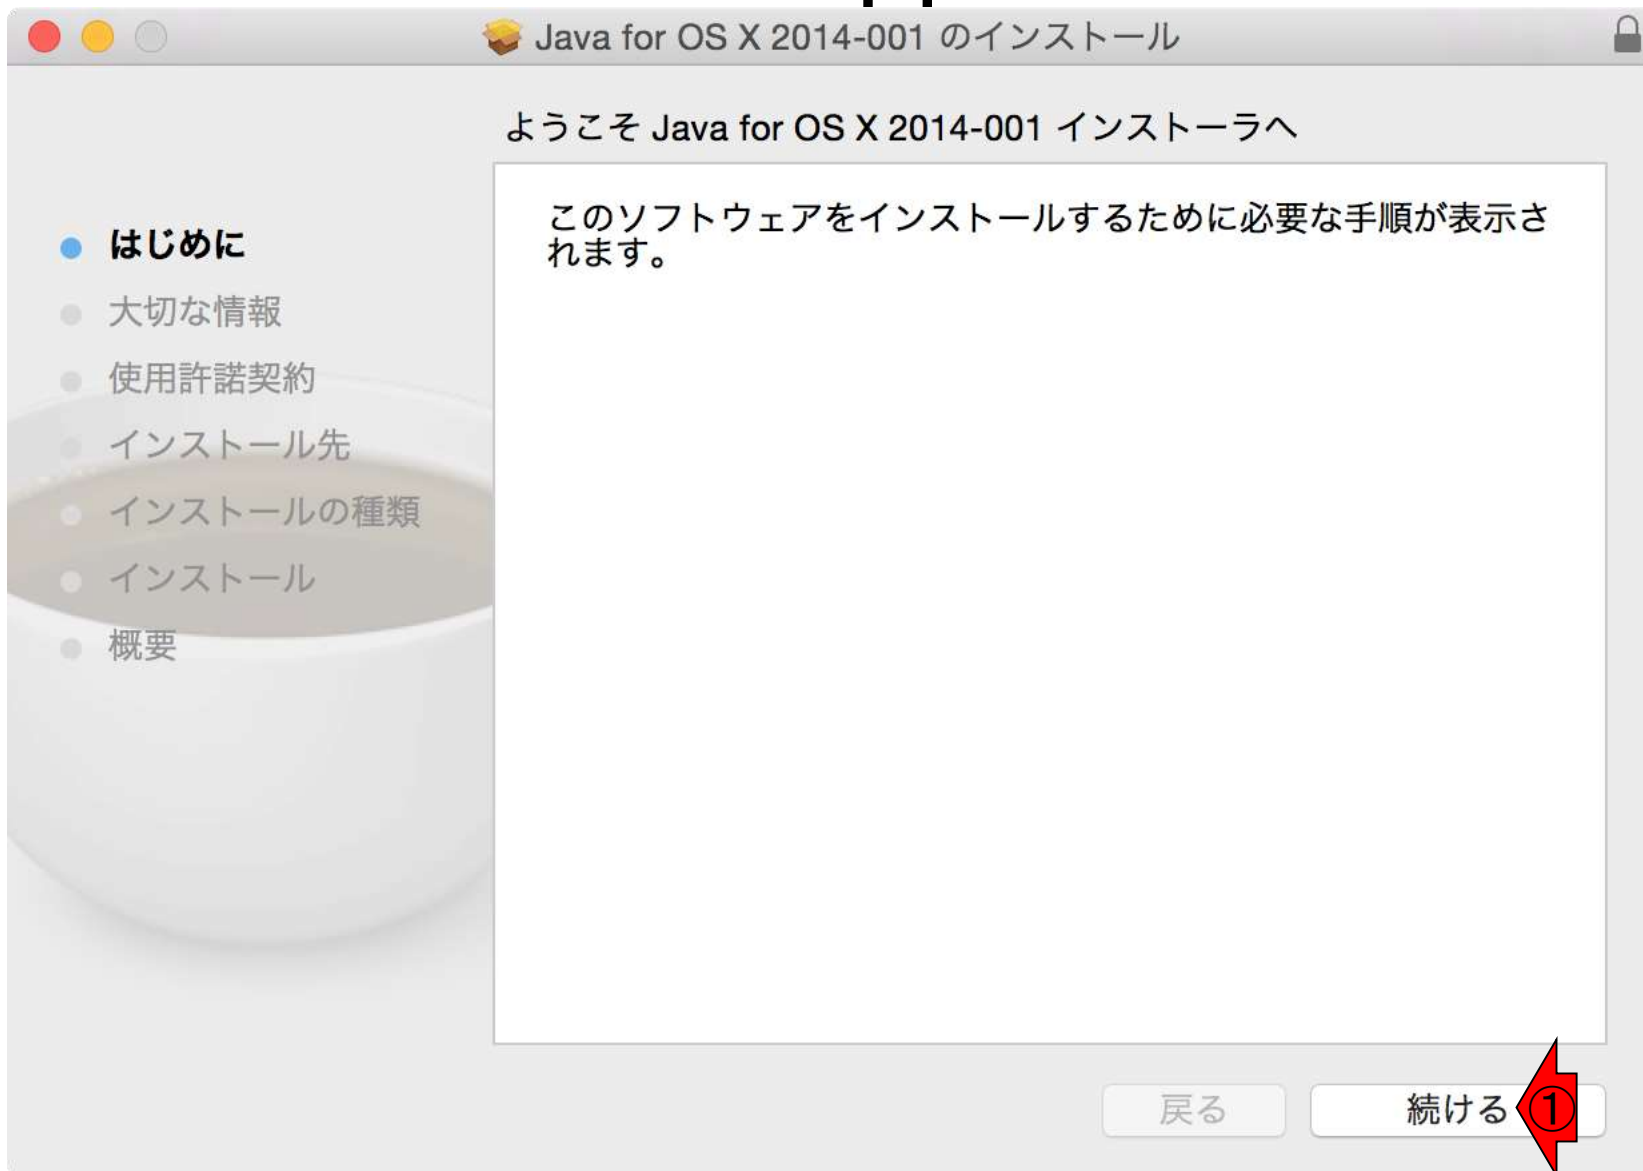 Java for OS X 2014-001 のインストール
ようこそ Java for OS X 2014-001 インストーラへ
はじめに
大切な情報
使用許諾契約
インストール先
インストールの種類
インストール
概要
このソフトウェアをインストールするために必要な手順が表示さ
れます。
戻る
続ける
①